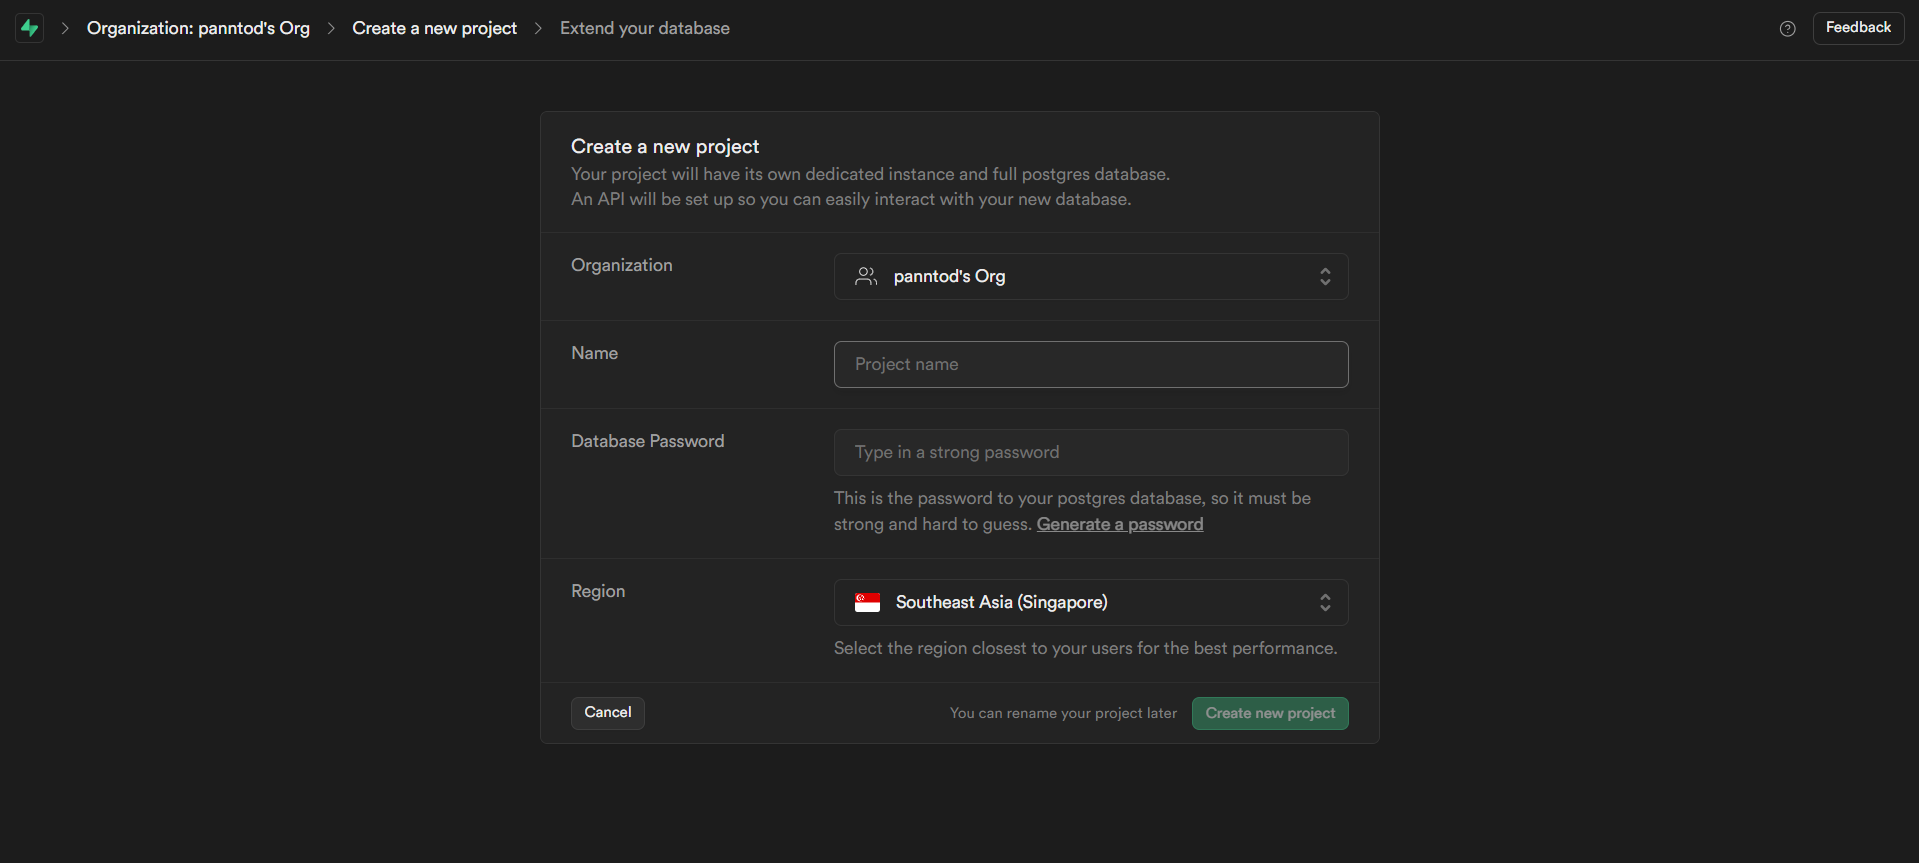 Organization: panntod's Org > Create a new project > Extend your database
Feedback
Create a new project
Your project will have its own dedicated instance and full postgres database.
An API will be set up so you can easily interact with your new database.
Organization
panntod's Org
Name
Project name
Database Password
Type in a strong password
This is the password to your postgres database, so it must be
strong and hard to guess. Generate a password
Region
Southeast Asia (Singapore)
Select the region closest to your users for the best performance.
Cancel
You can rename your project later
Create new project